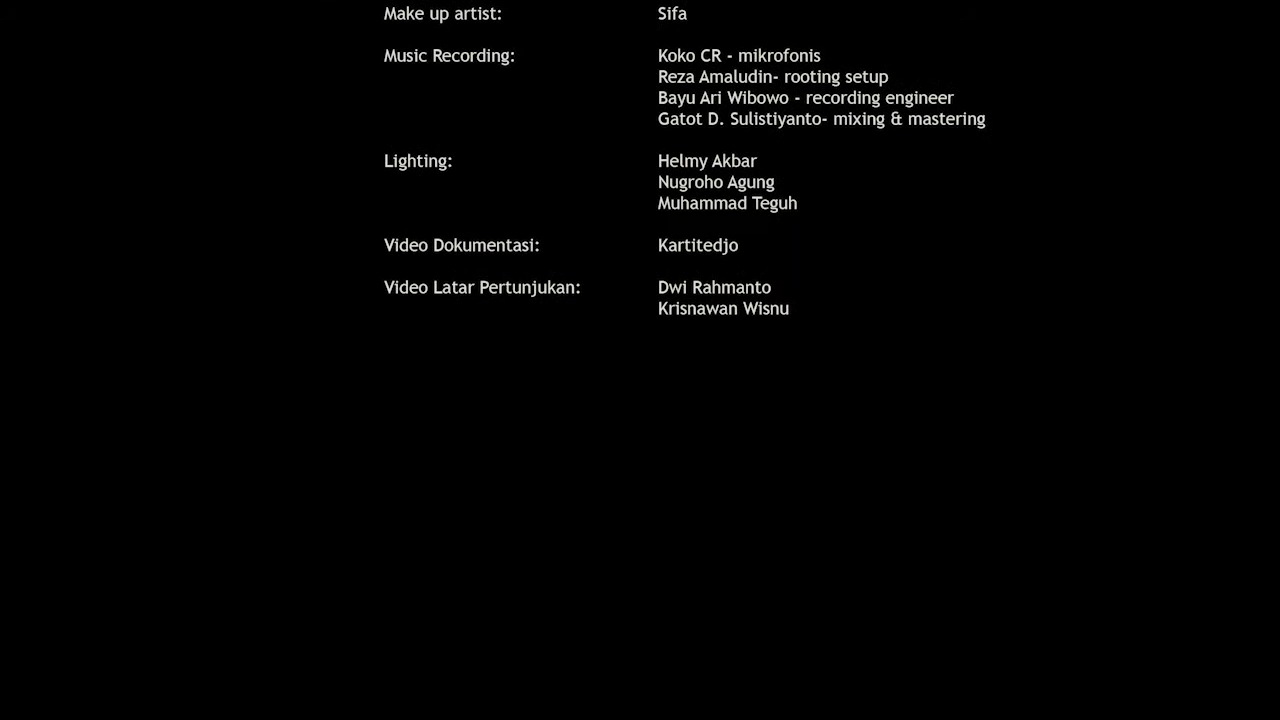 Make up artist: Sifa
Music Recording: Koko CR - mikrofonis
Reza Amaludin- rooting setup
Bayu Ari Wibowo - recording engineer
Gatot D. Sulistiyanto- mixing & mastering
Lighting: Helmy Akbar
Nugroho Agung
Muhammad Teguh
Video Dokumentasi: Kartitedjo
Video Latar Pertunjukan: Dwi Rahmanto
Krisnawan Wisnu